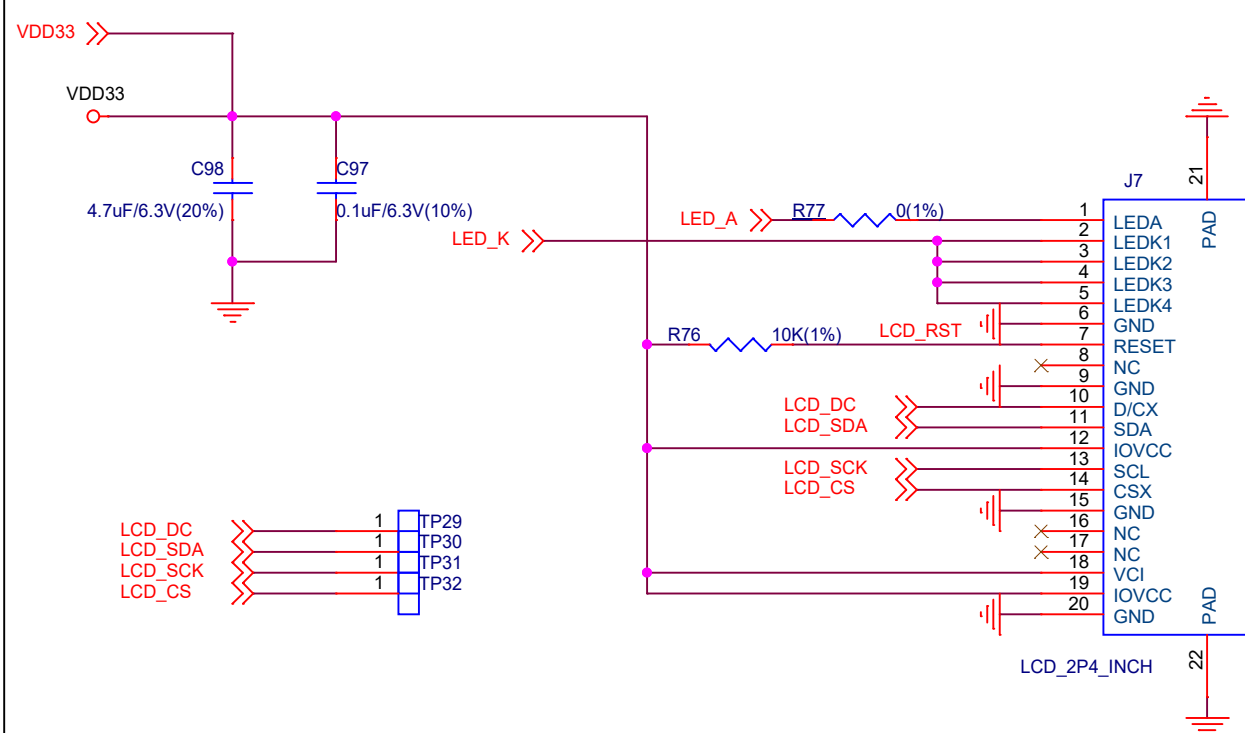 VDD33
VDD33
C98
C97
4.7uF/6.3V(20%)
0.1uF/6.3V(10%)
J7
21
PAD
LED_A
R77
0(1%)
1
LEDA
LED_K
2
LEDK1
3
LEDK2
4
LEDK3
5
LEDK4
6
GND
R76
10K(1%)
LCD_RST
7
RESET
8
NC
9
GND
LCD_DC
10
D/CX
LCD_SDA
11
SDA
12
IOVCC
LCD_SCK
13
SCL
LCD_CS
14
CSX
15
GND
16
NC
17
NC
18
VCI
19
IOVCC
20
GND
PAD
22
LCD_2P4_INCH
LCD_DC
1
TP29
LCD_SDA
1
TP30
LCD_SCK
1
TP31
LCD_CS
1
TP32